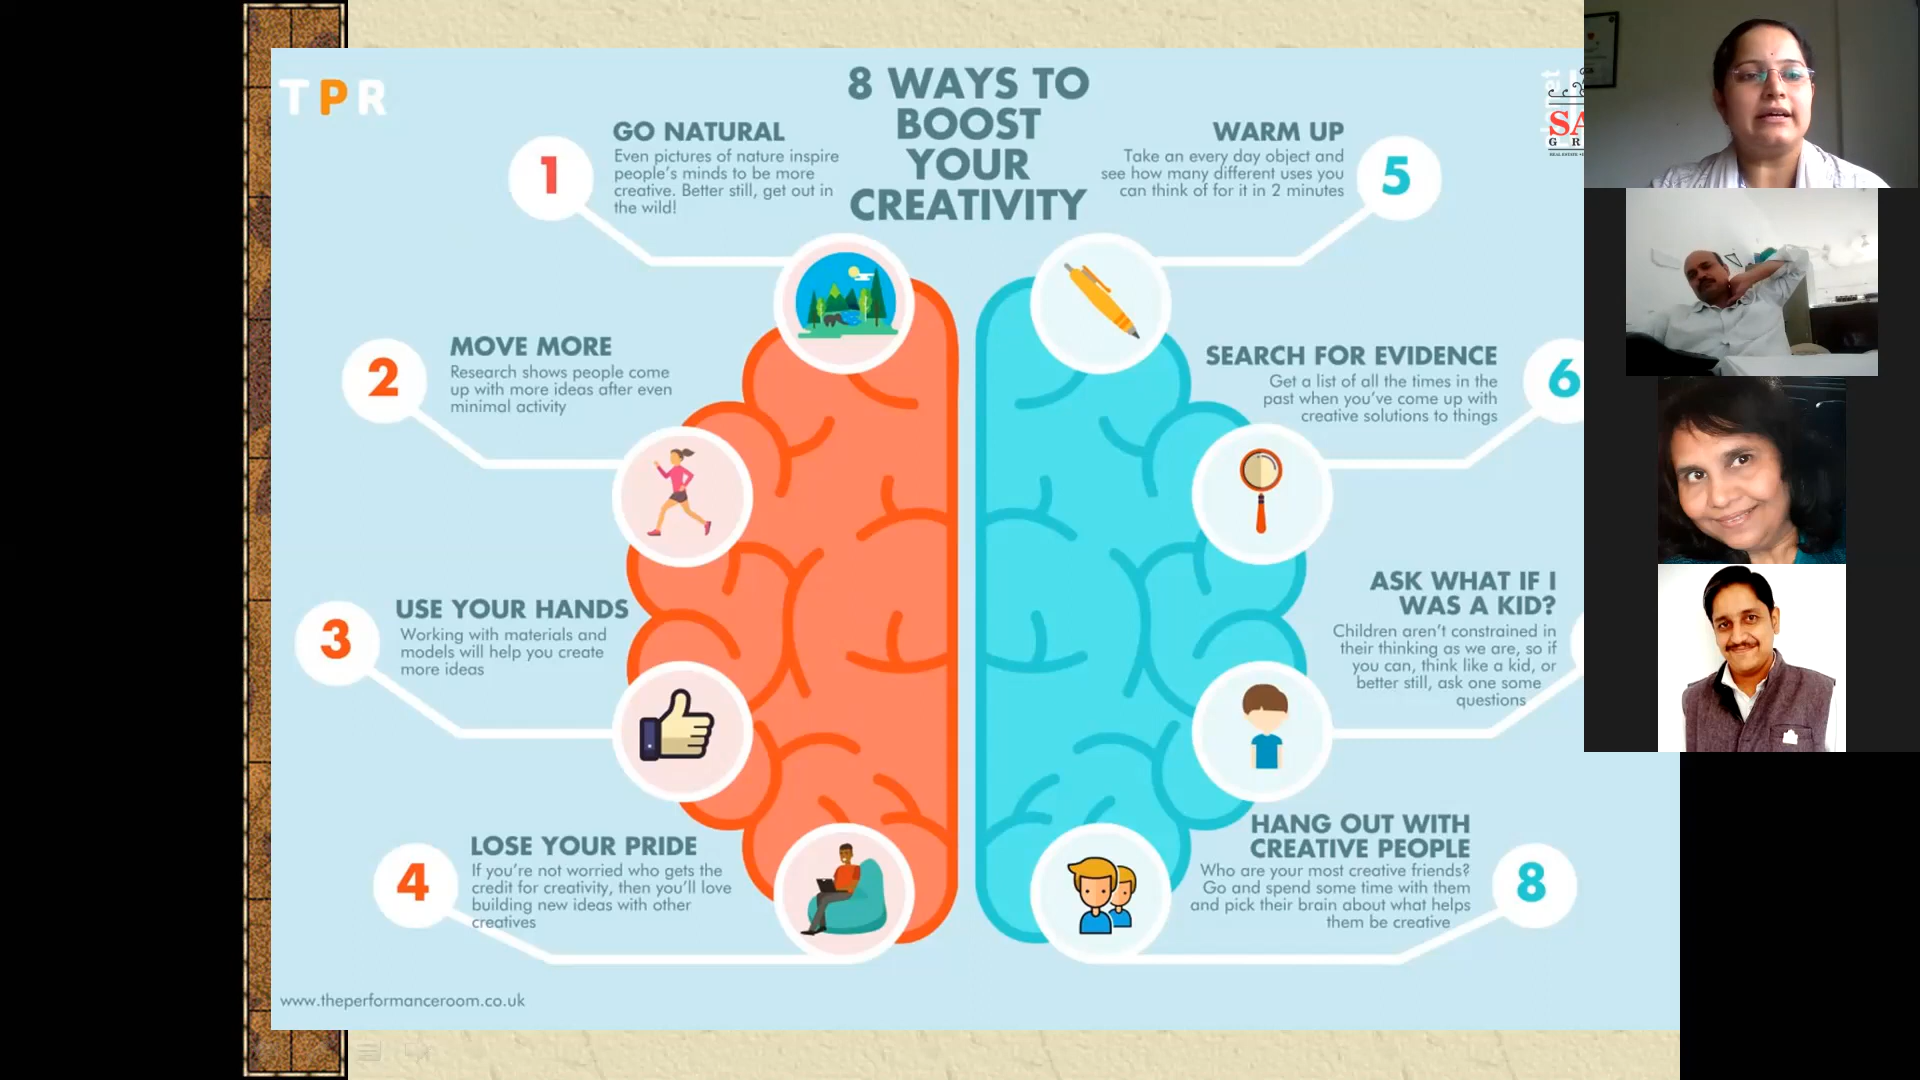 TPR
8 WAYS TO
BOOST
YOUR
CREATIVITY
1
GO NATURAL
Even pictures of nature inspire
people's minds to be more
creative. Better still, get out in
the wild!
2
MOVE MORE
Research shows people come
up with more ideas after even
minimal activity
3
USE YOUR HANDS
Working with materials and
models will help you create
more ideas
4
LOSE YOUR PRIDE
If you're not worried who gets the
credit for creativity, then you'll love
building new ideas with other
creatives
WARM UP
5
Take an every day object and
see how many different uses you
can think of for it in 2 minutes
SEARCH FOR EVIDENCE
6
Get a list of all the times in the
past when you've come up with
creative solutions to things
ASK WHAT IF I
WAS A KID?
Children aren't constrained in
their thinking as we are, so if
you can, think like a kid, or
better still, ask one some
questions
HANG OUT WITH
CREATIVE PEOPLE
8
Who are your most creative friends?
Go and spend some time with them
and pick their brain about what helps
them be creative
www.theperformanceroom.co.uk
SA
G R